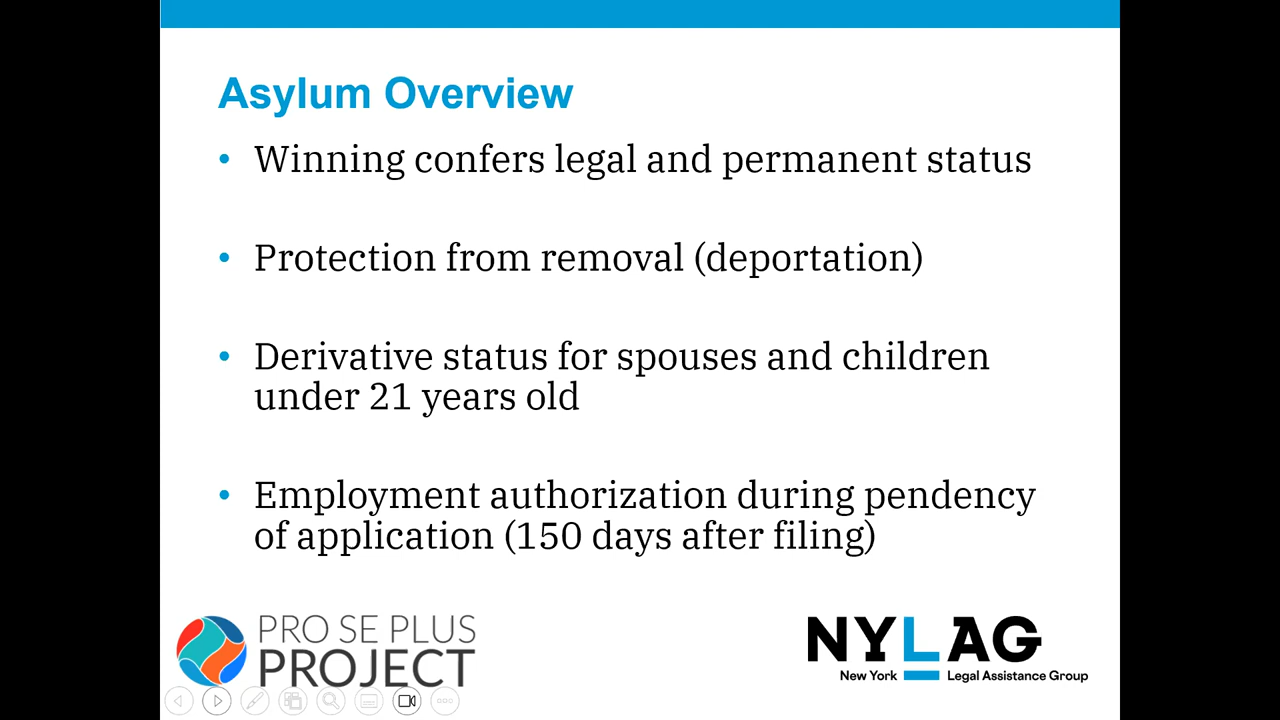 Asylum Overview
• Winning confers legal and permanent status
• Protection from removal (deportation)
• Derivative status for spouses and children
under 21 years old
• Employment authorization during pendency
of application (150 days after filing)
PRO SE PLUS
PROJECT
NYLAG
New York Legal Assistance Group